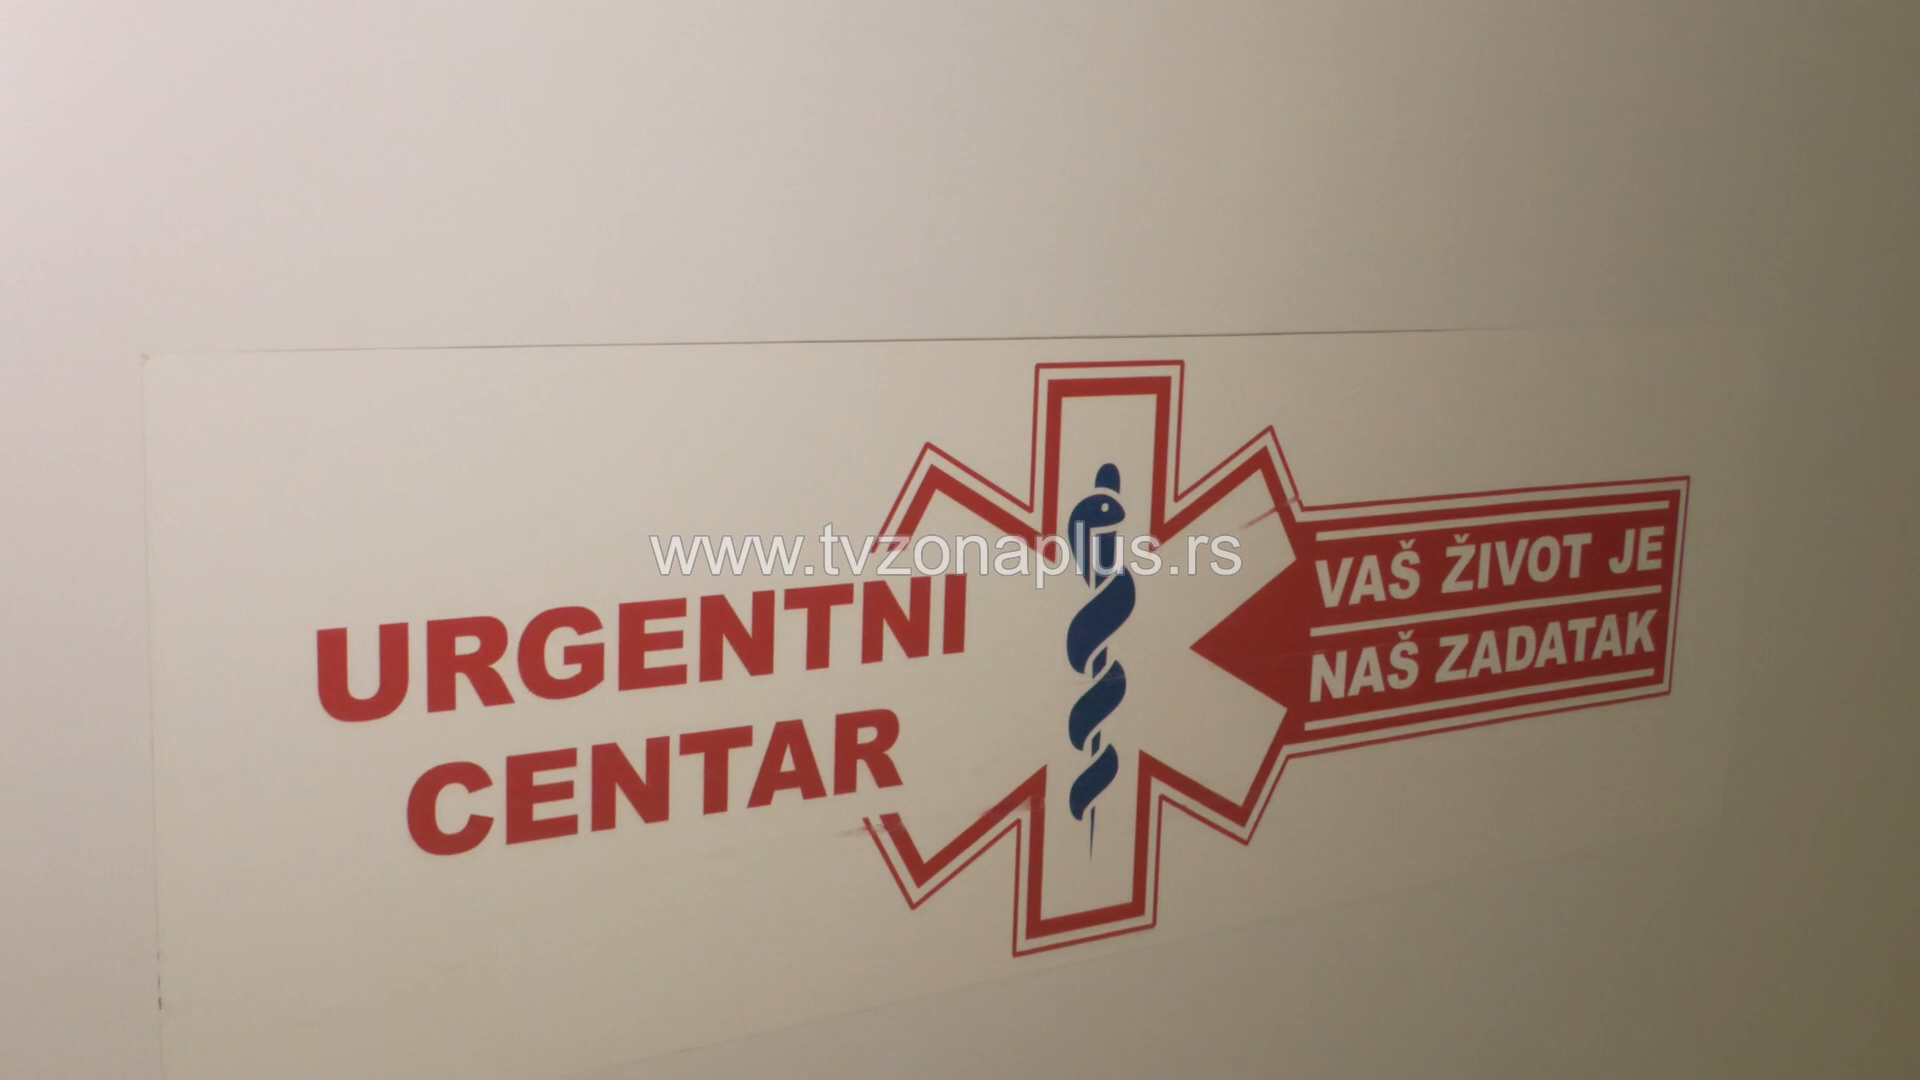 URGENTNI
CENTAR
VAŠ ŽIVOT JE
NAŠ ZADATAK
www.tvzonaplus.rs